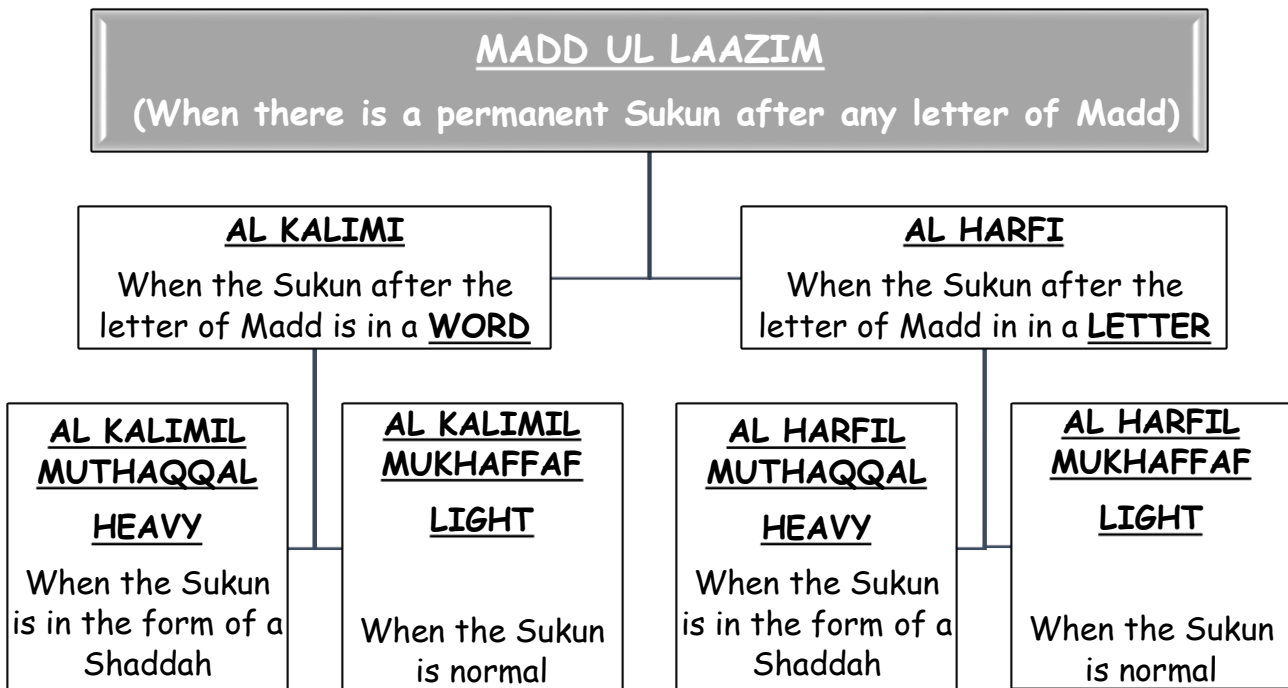 MADD UL LAAZIM
(When there is a permanent Sukun after any letter of Madd)
AL KALIMI
When the Sukun after the
letter of Madd is in a WORD
AL HARFI
When the Sukun after the
letter of Madd in in a LETTER
AL KALIMIL
MUTHAQQAL
HEAVY
When the Sukun
is in the form of a
Shaddah
AL KALIMIL
MUKHAFFAF
LIGHT
When the Sukun
is normal
AL HARFIL
MUTHAQQAL
HEAVY
When the Sukun
is in the form of a
Shaddah
AL HARFIL
MUKHAFFAF
LIGHT
When the Sukun
is normal